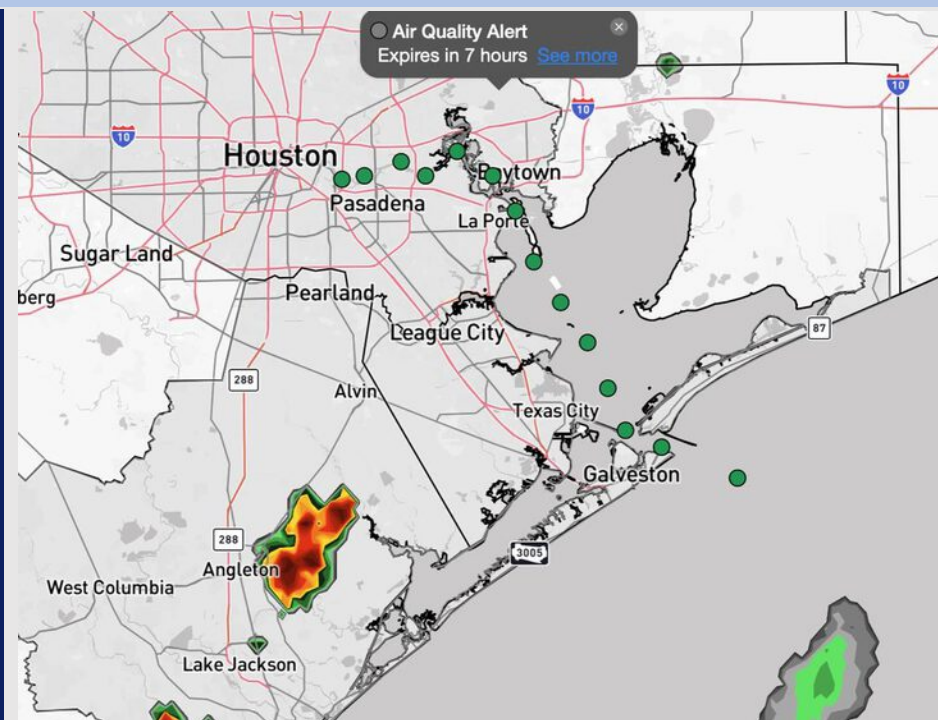 Air Quality Alert
Expires in 7 hours See more
10
10
10
Houston
Baytown
Pasadena
La Porte
Sugar Land
berg
Pearland
League City
87
288
Alvin
Texas City
Galveston
288
3005
Angleton
West Columbia
Lake Jackson